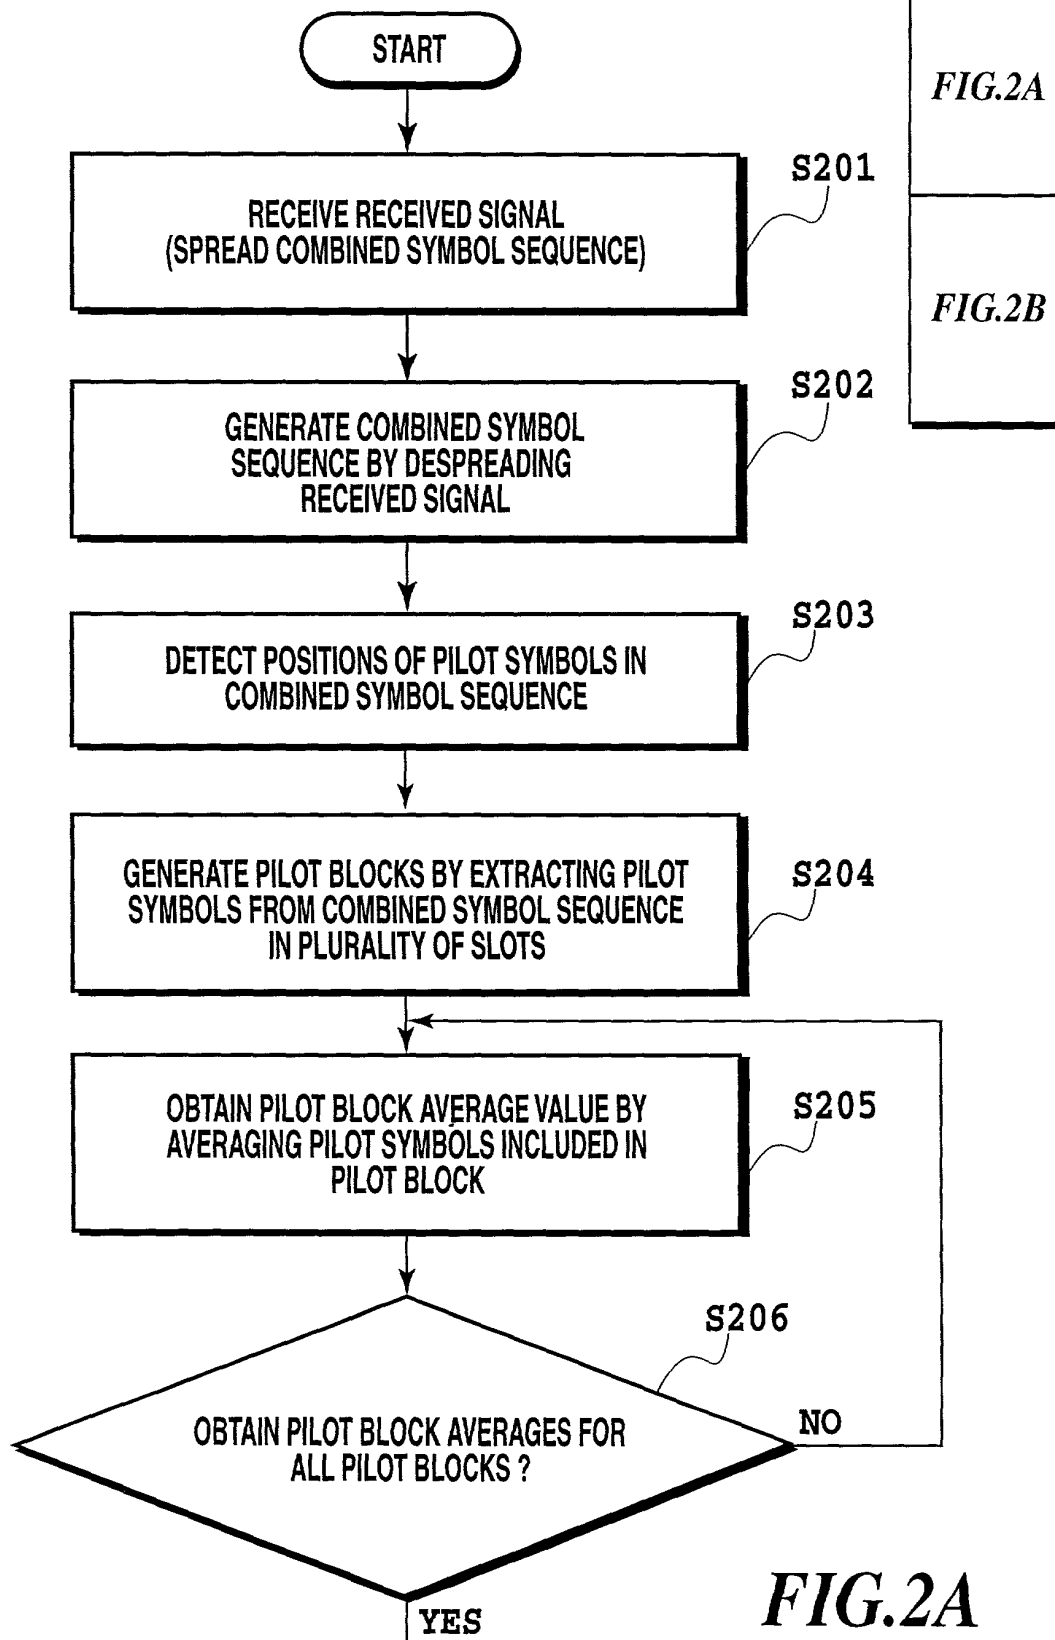 START
FIG.2A
S201
RECEIVE RECEIVED SIGNAL
(SPREAD COMBINED SYMBOL SEQUENCE)
FIG.2B
S202
GENERATE COMBINED SYMBOL
SEQUENCE BY DESPREADING
RECEIVED SIGNAL
S203
DETECT POSITIONS OF PILOT SYMBOLS IN
COMBINED SYMBOL SEQUENCE
S204
GENERATE PILOT BLOCKS BY EXTRACTING PILOT
SYMBOLS FROM COMBINED SYMBOL SEQUENCE
IN PLURALITY OF SLOTS
S205
OBTAIN PILOT BLOCK AVERAGE VALUE BY
AVERAGING PILOT SYMBOLS INCLUDED IN
PILOT BLOCK
S206
OBTAIN PILOT BLOCK AVERAGES FOR
ALL PILOT BLOCKS ?
NO
YES
FIG.2A